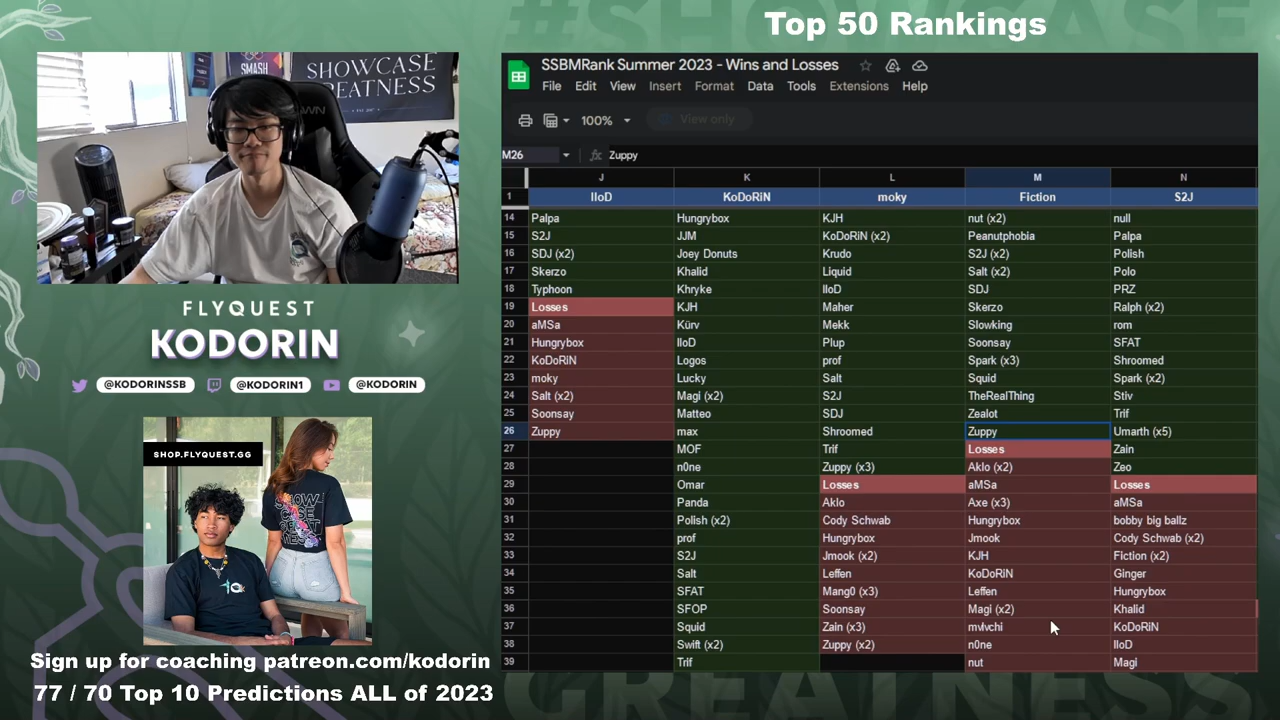 #SHOWCASE
Top 50 Rankings
SMASH
SHOWCASE
GREATNESS
SSBMRank Summer 2023 - Wins and Losses
File Edit View Insert Format Data Tools Extensions Help
100% View only
M26 fx Zuppy
J K L M N
1 lloD KoDoRiN moky Fiction S2J
14 Palpa Hungrybox KJH nut (x2) null
15 S2J JJM KoDoRiN (x2) Peanutphobia Palpa
16 SDJ (x2) Joey Donuts Krudo S2J (x2) Polish
17 Skerzo Khalid Liquid Salt (x2) Polo
18 Typhoon Khryke lloD SDJ PRZ
19 Losses KJH Maher Skerzo Ralph (x2)
20 aMSa Kürv Mekk Slowking rom
21 Hungrybox lloD Plup Soonsay SFAT
22 KoDoRiN Logos prof Spark (x3) Shroomed
23 moky Lucky Salt Squid Spark (x2)
24 Salt (x2) Magi (x2) S2J TheRealThing Stiv
25 Soonsay Matteo SDJ Zealot Trif
26 Zuppy max Shroomed Zuppy Umarth (x5)
27 MOF Trif Losses Zain
28 n0ne Zuppy (x3) Aklo (x2) Zeo
29 Omar Losses aMSa Losses
30 Panda Aklo Axe (x3) aMSa
31 Polish (x2) Cody Schwab Hungrybox bobby big ballz
32 prof Hungrybox Jmook Cody Schwab (x2)
33 S2J Jmook (x2) KJH Fiction (x2)
34 Salt Leffen KoDoRiN Ginger
35 SFAT Mang0 (x3) Leffen Hungrybox
36 SFOP Soonsay Magi (x2) Khalid
37 Squid Zain (x3) mvlvchi KoDoRiN
38 Swift (x2) Zuppy (x2) n0ne lloD
39 Trif nut Magi
FLYQUEST
KODORIN
@KODORINSSB @KODORIN1 @KODORIN
SHOP.FLYQUEST.GG
Sign up for coaching patreon.com/kodorin
77 / 70 Top 10 Predictions ALL of 2023
GREATNESS